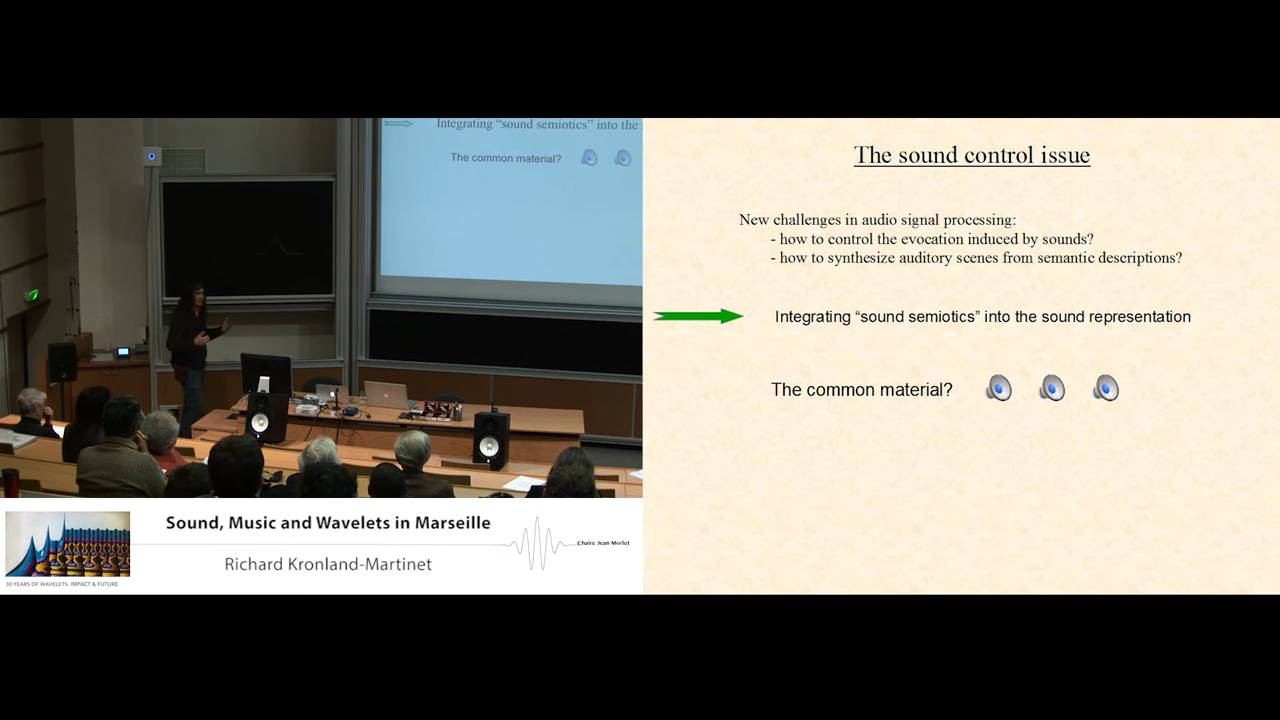 Integrating “sound semiotics” into the
The common material?
Sound, Music and Wavelets in Marseille
Richard Kronland-Martinet
Chaire Jean-Morlet
30 YEARS OF WAVELETS: IMPACT & FUTURE
The sound control issue
New challenges in audio signal processing:
- how to control the evocation induced by sounds?
- how to synthesize auditory scenes from semantic descriptions?
Integrating “sound semiotics” into the sound representation
The common material?